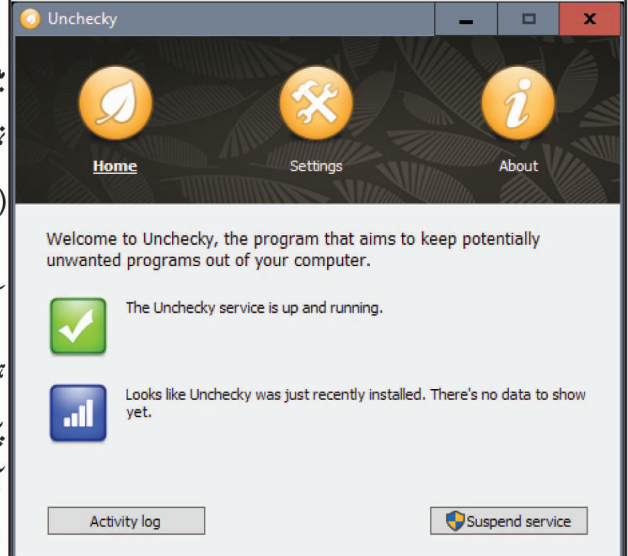 Unchecky
Home
Settings
About
Welcome to Unchecky, the program that aims to keep potentially
unwanted programs out of your computer.
The Unchecky service is up and running.
Looks like Unchecky was just recently installed. There's no data to show
yet.
Activity log
Suspend service